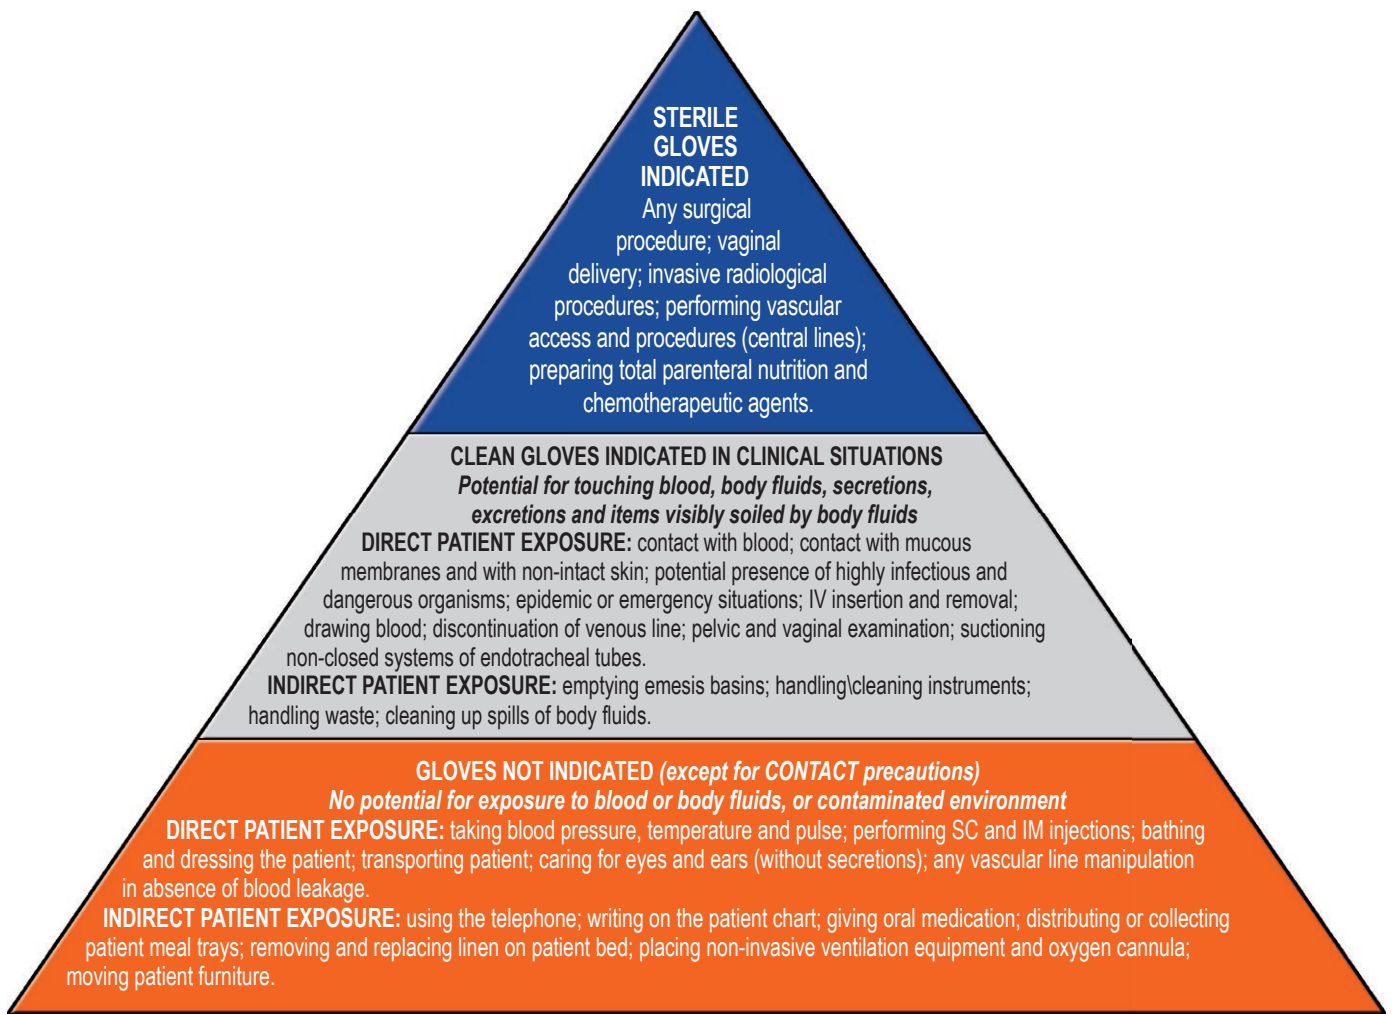 STERILE
GLOVES
INDICATED
Any surgical
procedure; vaginal
delivery; invasive radiological
procedures; performing vascular
access and procedures (central lines);
preparing total parenteral nutrition and
chemotherapeutic agents.
CLEAN GLOVES INDICATED IN CLINICAL SITUATIONS
Potential for touching blood, body fluids, secretions,
excretions and items visibly soiled by body fluids
DIRECT PATIENT EXPOSURE: contact with blood; contact with mucous
membranes and with non-intact skin; potential presence of highly infectious and
dangerous organisms; epidemic or emergency situations; IV insertion and removal;
drawing blood; discontinuation of venous line; pelvic and vaginal examination; suctioning
non-closed systems of endotracheal tubes.
INDIRECT PATIENT EXPOSURE: emptying emesis basins; handling\cleaning instruments;
handling waste; cleaning up spills of body fluids.
GLOVES NOT INDICATED (except for CONTACT precautions)
No potential for exposure to blood or body fluids, or contaminated environment
DIRECT PATIENT EXPOSURE: taking blood pressure, temperature and pulse; performing SC and IM injections; bathing
and dressing the patient; transporting patient; caring for eyes and ears (without secretions); any vascular line manipulation
in absence of blood leakage.
INDIRECT PATIENT EXPOSURE: using the telephone; writing on the patient chart; giving oral medication; distributing or collecting
patient meal trays; removing and replacing linen on patient bed; placing non-invasive ventilation equipment and oxygen cannula;
moving patient furniture.